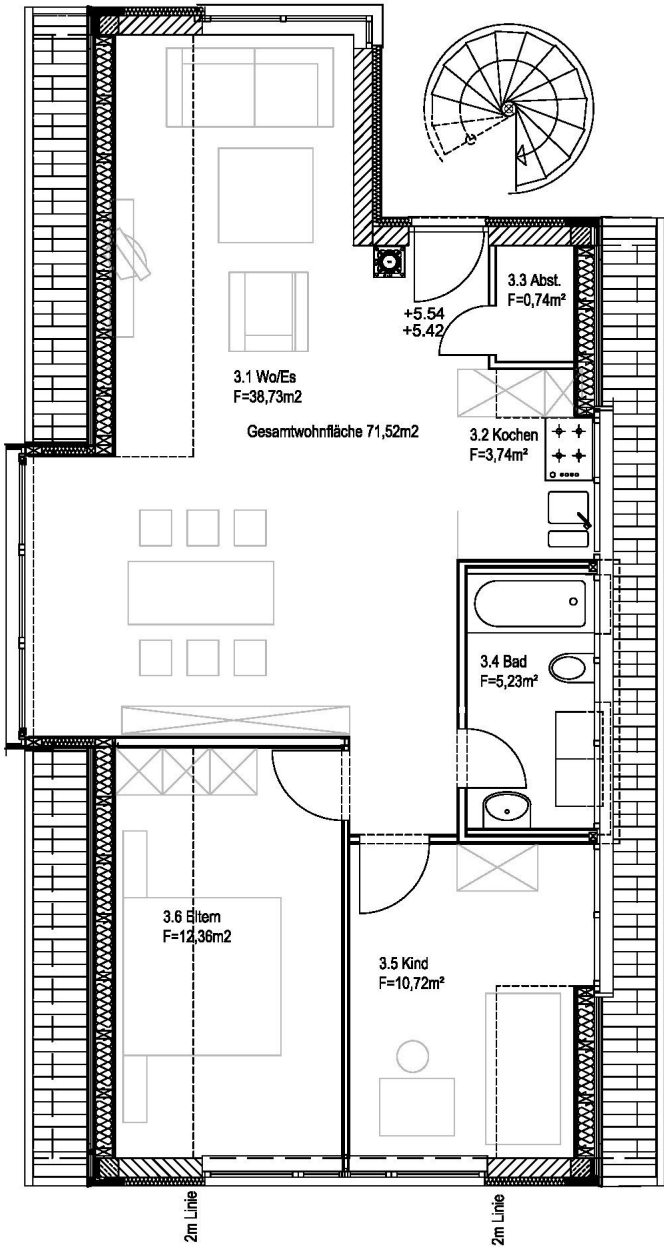 3.3 Abst.
F=0,74m²
+5.54
+5.42
3.1 Wo/Es
F=38,73m2
Gesamtwohnfläche 71,52m2
3.2 Kochen
F=3,74m²
3.4 Bad
F=5,23m²
3.6 Eltern
F=12,36m2
3.5 Kind
F=10,72m²
2m Linie
2m Linie